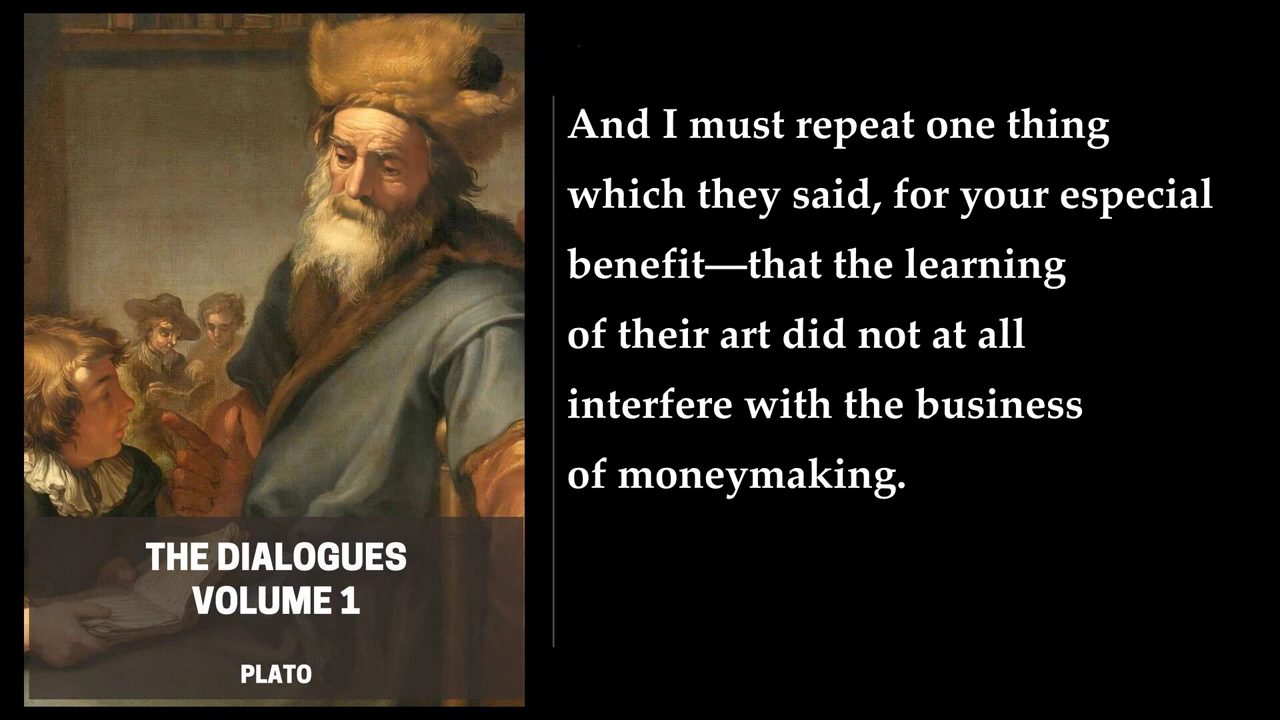 And I must repeat one thing
which they said, for your especial
benefit—that the learning
of their art did not at all
interfere with the business
of moneymaking.
THE DIALOGUES
VOLUME 1
PLATO